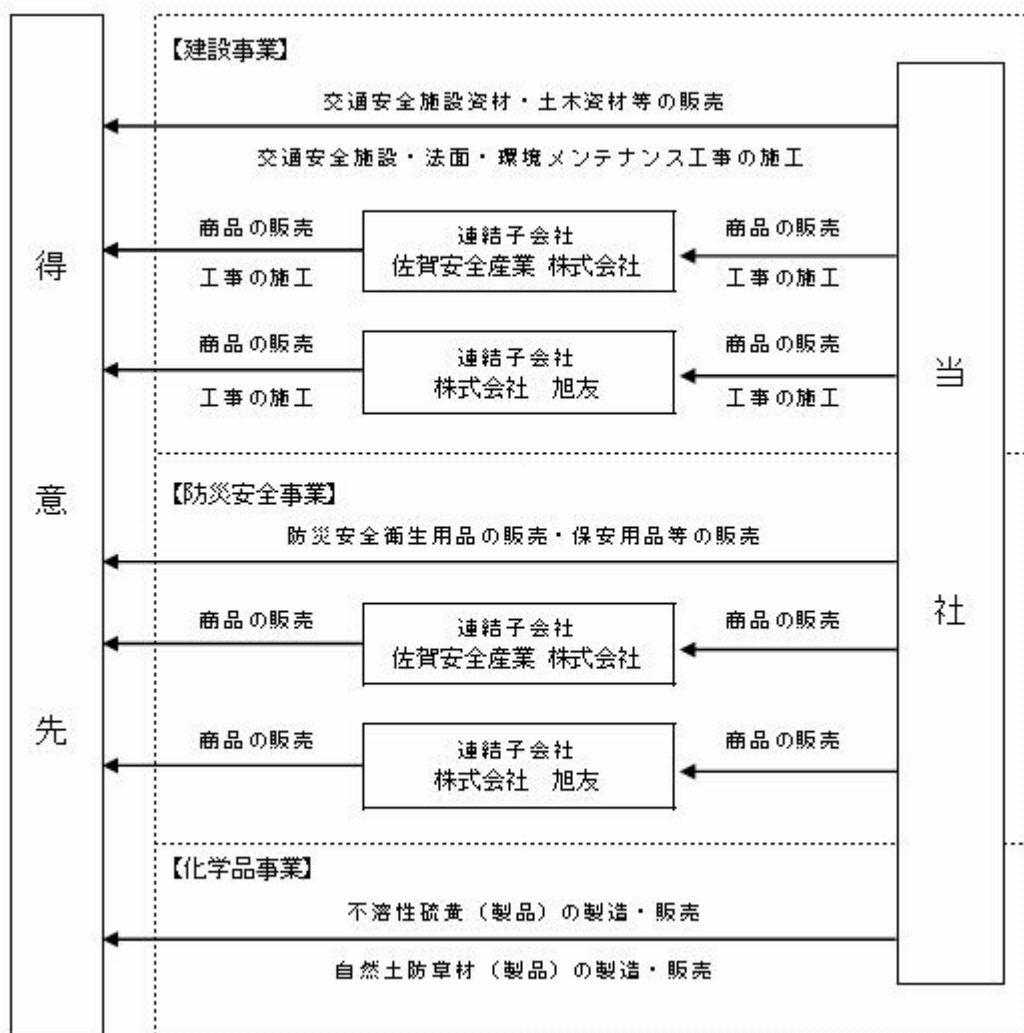 【建設事業】
交通安全施設資材・土木資材等の販売
交通安全施設・法面・環境メンテナンス工事の施工
商品の販売
工事の施工
連結子会社
佐賀安全産業 株式会社
商品の販売
工事の施工
商品の販売
工事の施工
連結子会社
株式会社 旭友
商品の販売
工事の施工
【防災安全事業】
防災安全衛生用品の販売・保安用品等の販売
商品の販売
連結子会社
佐賀安全産業 株式会社
商品の販売
商品の販売
連結子会社
株式会社 旭友
商品の販売
【化学品事業】
不溶性硫黄（製品）の製造・販売
自然土防草材（製品）の製造・販売
得意先
当社